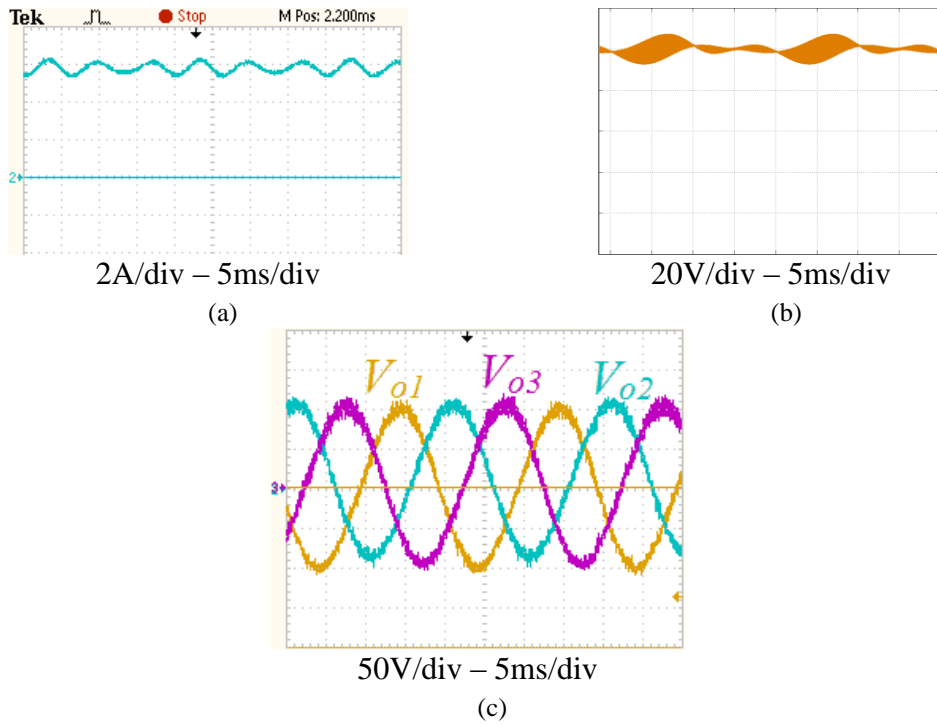 Tek Stop M Pos: 2.200ms
2
2A/div – 5ms/div
(a)
20V/div – 5ms/div
(b)
Vo1 Vo3 Vo2
3
50V/div – 5ms/div
(c)